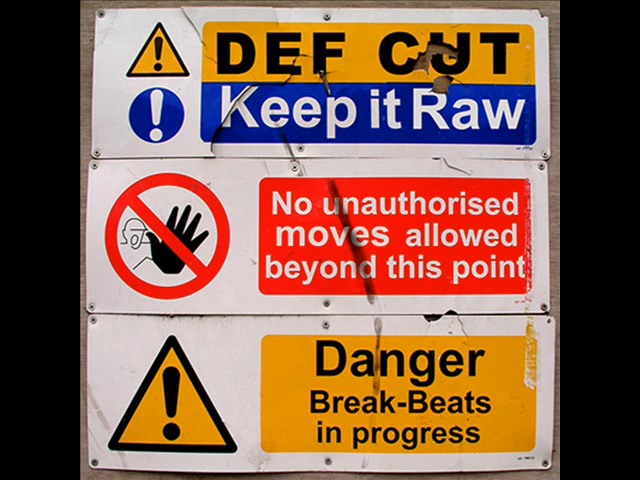 DEF CUT
Keep it Raw
No unauthorised
moves allowed
beyond this point
Danger
Break-Beats
in progress